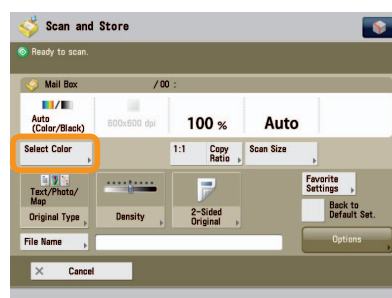 Scan and Store
Ready to scan.
Mail Box /00 :
Auto
(Color/Black)
600x600 dpi
100 %
Auto
Select Color
1:1 Copy
Ratio
Scan Size
Text/Photo/
Map
Original Type
Density
2-Sided
Original
Favorite
Settings
Back to
Default Set.
File Name
Options
Cancel